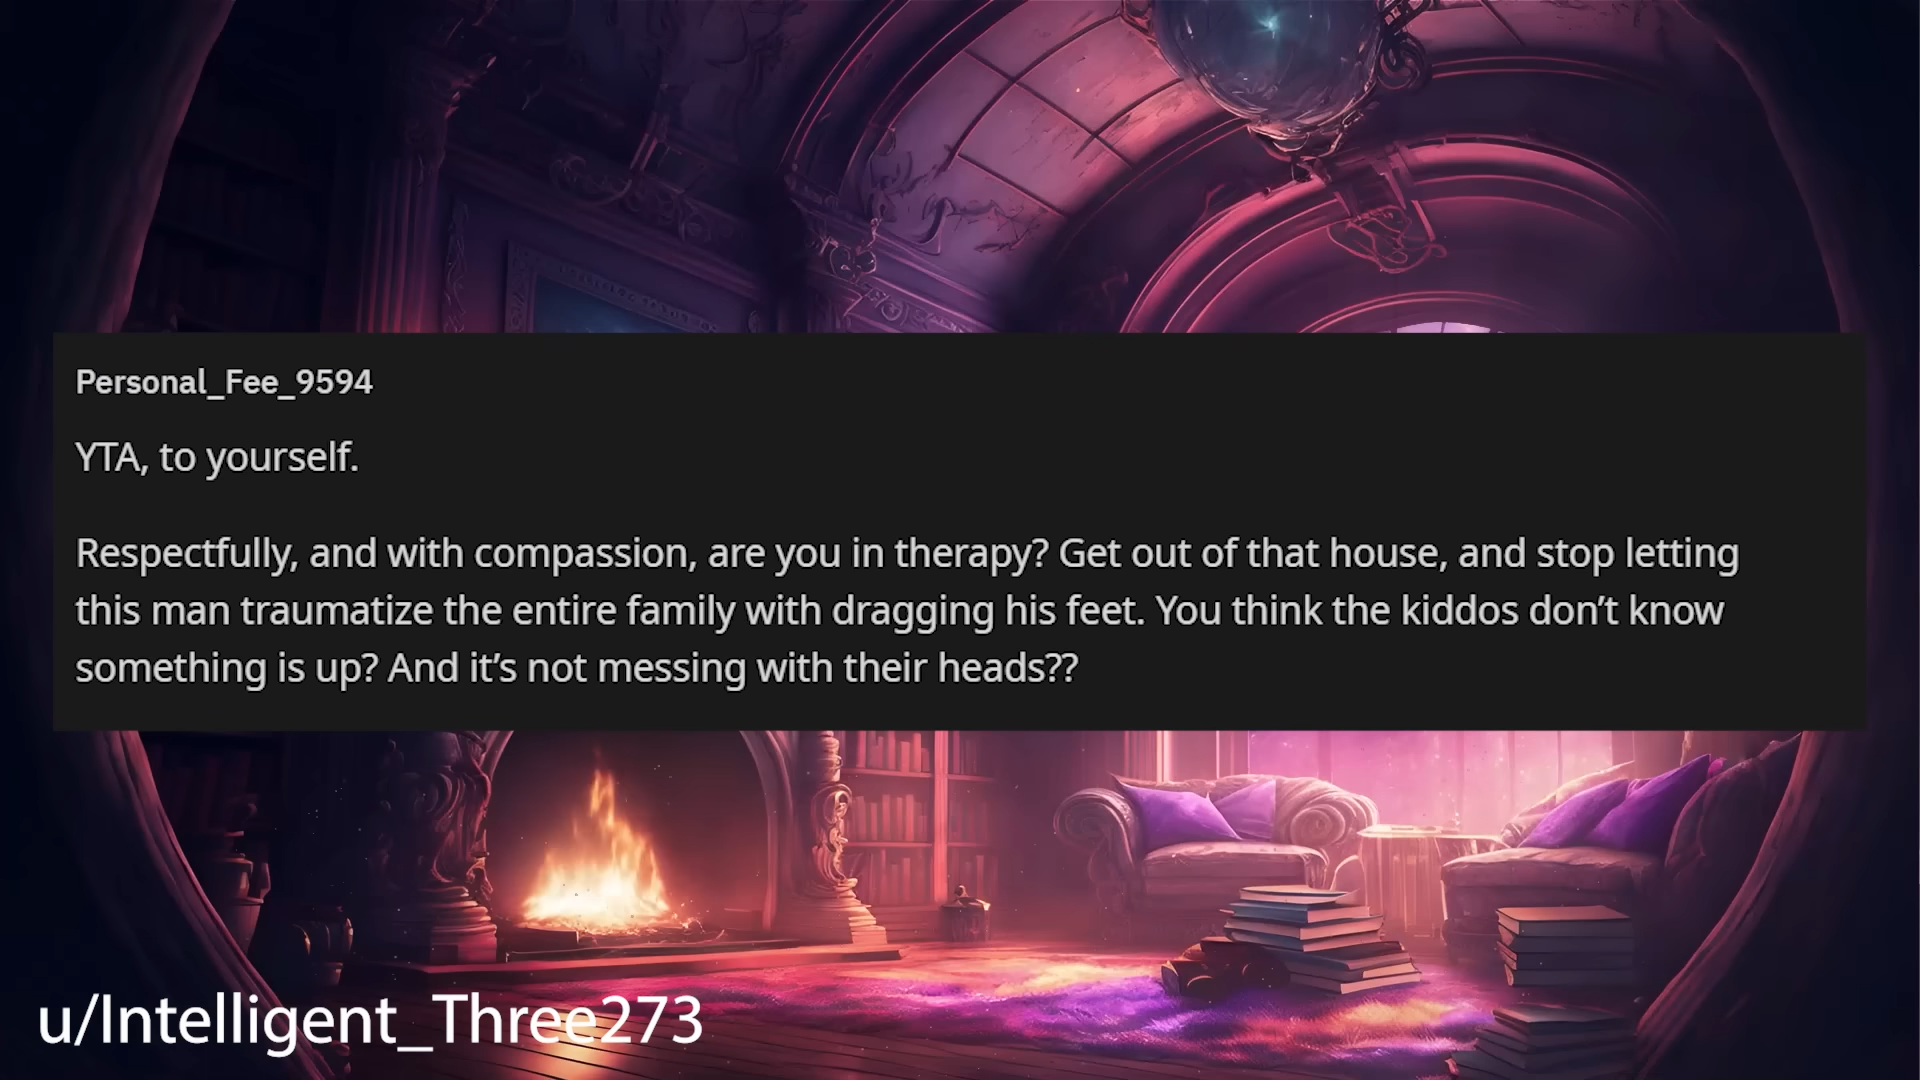 Personal_Fee_9594
YTA, to yourself.
Respectfully, and with compassion, are you in therapy? Get out of that house, and stop letting
this man traumatize the entire family with dragging his feet. You think the kiddos don’t know
something is up? And it’s not messing with their heads??
u/Intelligent_Three273